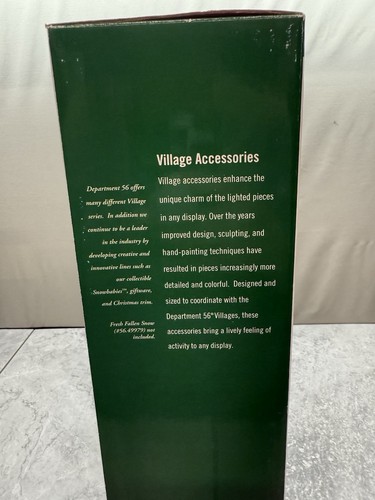 Village Accessories
Village accessories enhance the
unique charm of the lighted pieces
in any display. Over the years
improved design, sculpting, and
hand-painting techniques have
resulted in pieces increasingly more
detailed and colorful. Designed and
sized to coordinate with the
Department 56® Villages, these
accessories bring a lively feeling of
activity to any display.
Department 56 offers
many different Village
series. In addition we
continue to be a leader
in the industry by
developing creative and
innovative lines such as
our collectible
Snowbabies™, giftware,
and Christmas trim.
Fresh Fallen Snow
(#56.49979) not
included.